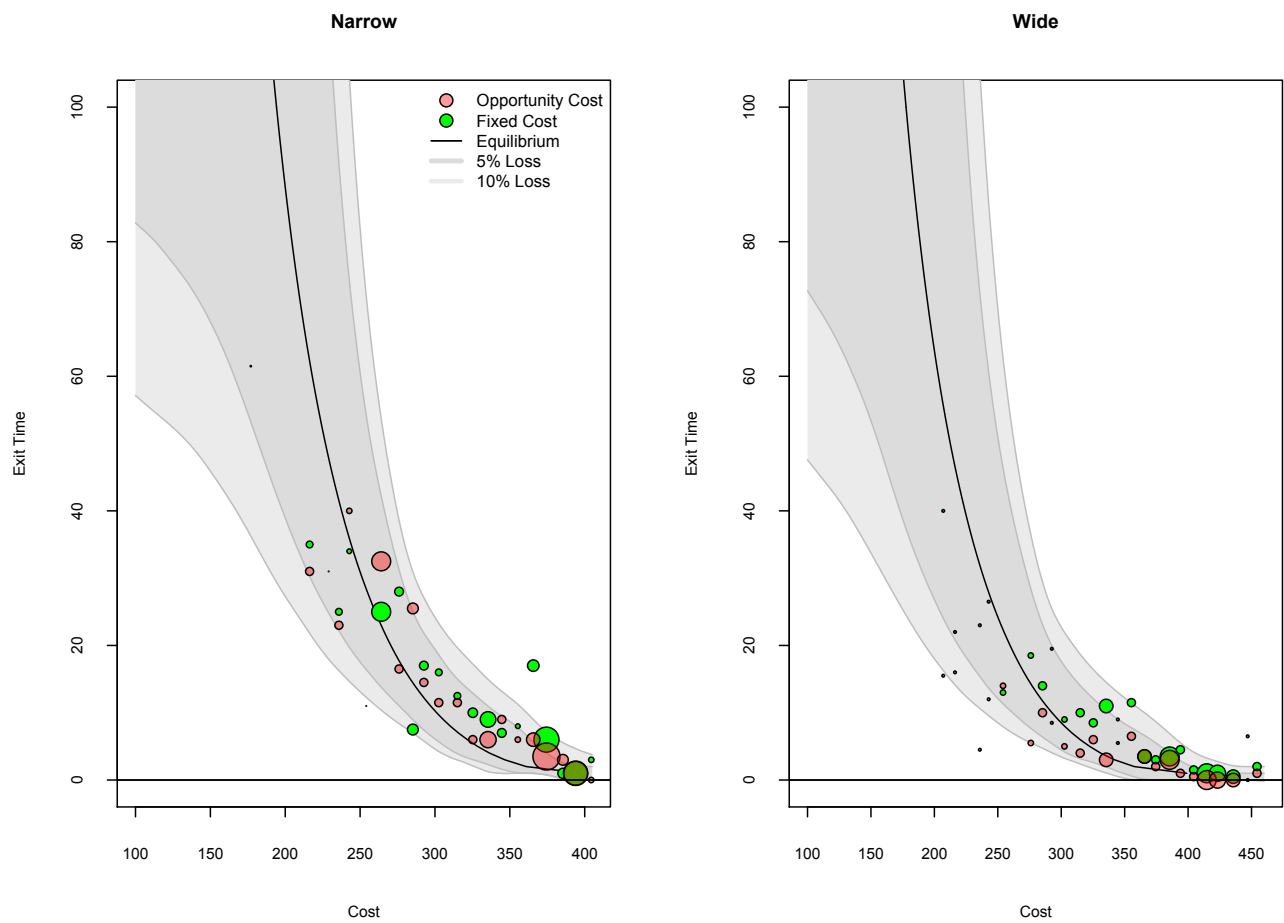 Narrow
Wide
100
80
60
40
20
0
Exit Time
Opportunity Cost
Fixed Cost
Equilibrium
5% Loss
10% Loss
100 150 200 250 300 350 400
Cost
100
80
60
40
20
0
Exit Time
100 150 200 250 300 350 400 450
Cost